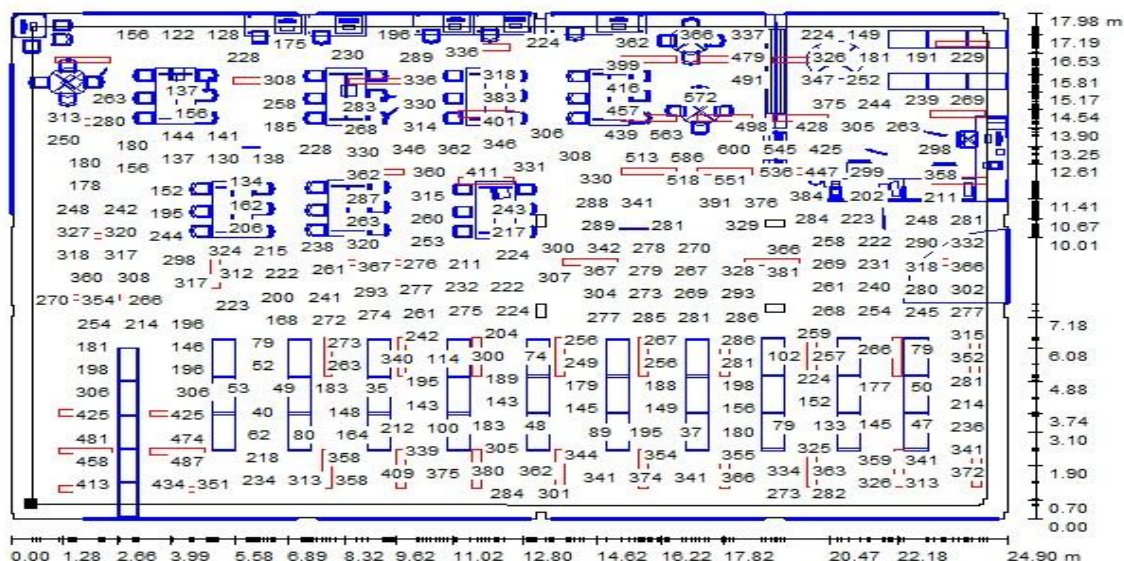 156 122 128 175 196 224 362 366 337 224 149 17.98 m
228 230 289 336 399 479 326 181 191 229 17.19
16.53
137 308 336 318 416 491 347 252 15.81
263 156 258 283 330 383 457 572 375 244 239 269 15.17
313 280 185 268 314 401 439 563 498 428 305 263 14.54
250 180 144 141 228 330 346 362 346 306 600 545 425 298 13.90
180 156 137 130 138 362 360 411 331 308 330 513 586 518 551 536 447 299 358 13.25
12.61
178 152 134 287 315 243 288 341 391 376 384 202 211
248 242 195 162 263 260 217 289 281 329 284 223 248 281 11.41
327 320 244 206 238 320 253 224 10.67
318 317 298 324 215 261 367 276 211 300 342 278 270 366 258 222 290 332 10.01
360 308 317 312 222 307 367 279 267 328 381 269 231 318 366
270 354 266 223 200 241 293 277 232 222 304 273 269 293 261 240 280 302
254 214 196 168 272 274 261 275 224 277 285 281 286 268 254 245 277 7.18
181 146 79 273 242 204 256 267 286 259 315
198 196 52 263 340 114 300 74 249 256 281 102 257 266 79 352 6.08
306 306 53 49 183 35 195 189 179 188 198 224 177 50 281 4.88
425 425 40 148 143 143 145 149 156 152 214
481 474 62 80 164 212 100 183 48 89 195 37 180 79 133 145 47 236 3.74
458 487 218 358 339 305 344 354 355 325 359 341 341 3.10
413 434 351 234 313 358 409 375 380 362 341 374 341 366 334 363 326 313 372 1.90
284 301 273 282 0.70
0.00
0.00 1.28 2.66 3.99 5.58 6.89 8.32 9.62 11.02 12.80 14.62 16.22 17.82 20.47 22.18 24.90 m